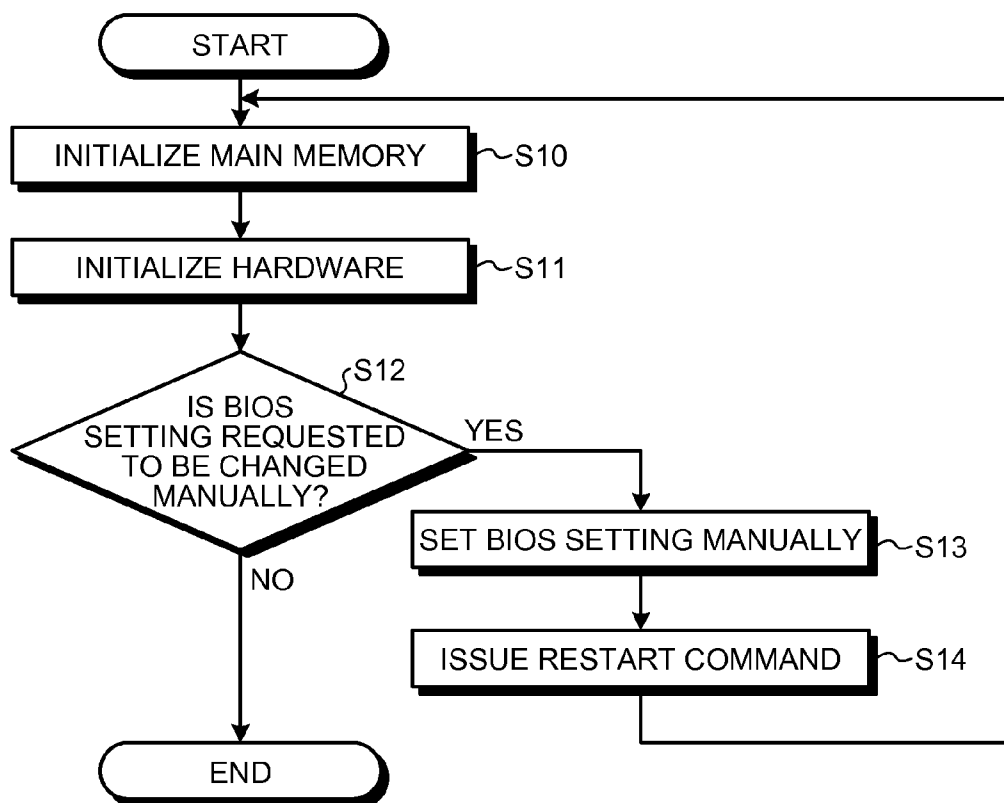 START
INITIALIZE MAIN MEMORY
S10
INITIALIZE HARDWARE
S11
S12
IS BIOS
SETTING REQUESTED
TO BE CHANGED
MANUALLY?
YES
SET BIOS SETTING MANUALLY
S13
NO
ISSUE RESTART COMMAND
S14
END